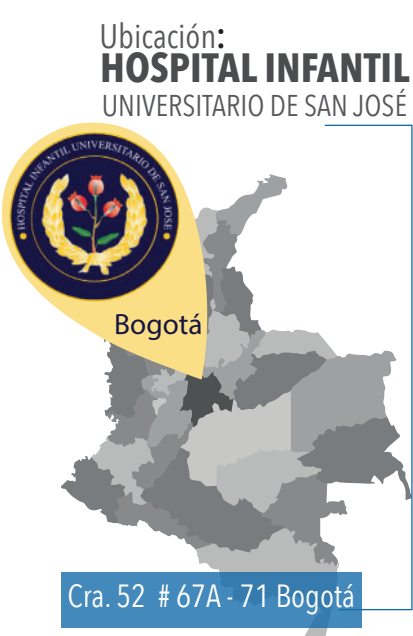 Ubicación:
HOSPITAL INFANTIL
UNIVERSITARIO DE SAN JOSÉ
HOSPITAL INFANTIL UNIVERSITARIO DE SAN JOSE
Bogotá
Cra. 52 # 67A - 71 Bogotá